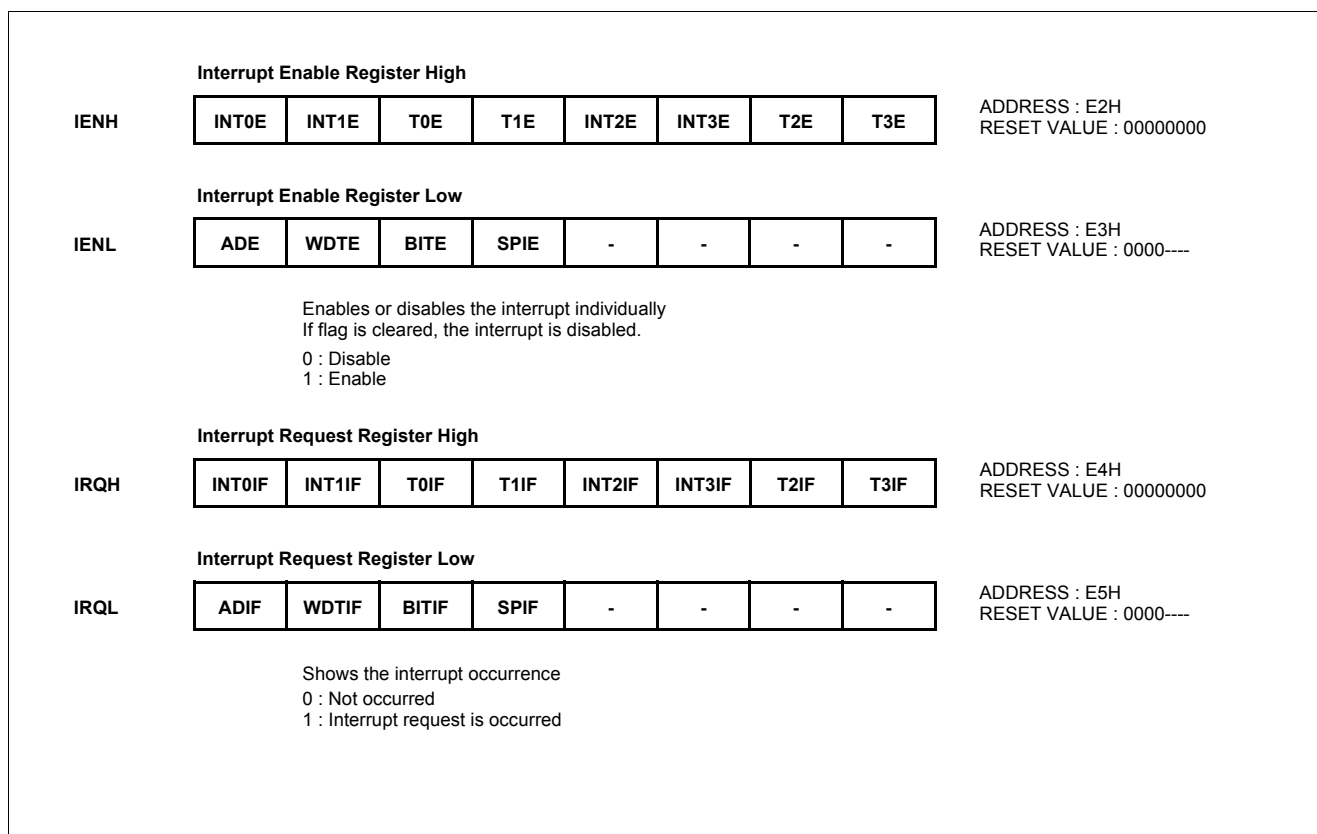 Interrupt Enable Register High
IENH INT0E INT1E T0E T1E INT2E INT3E T2E T3E
ADDRESS : E2H
RESET VALUE : 00000000
Interrupt Enable Register Low
IENL ADE WDTE BITE SPIE - - - -
ADDRESS : E3H
RESET VALUE : 0000----
Enables or disables the interrupt individually
If flag is cleared, the interrupt is disabled.
0 : Disable
1 : Enable
Interrupt Request Register High
IRQH INT0IF INT1IF T0IF T1IF INT2IF INT3IF T2IF T3IF
ADDRESS : E4H
RESET VALUE : 00000000
Interrupt Request Register Low
IRQL ADIF WDTIF BITIF SPIF - - - -
ADDRESS : E5H
RESET VALUE : 0000----
Shows the interrupt occurrence
0 : Not occurred
1 : Interrupt request is occurred